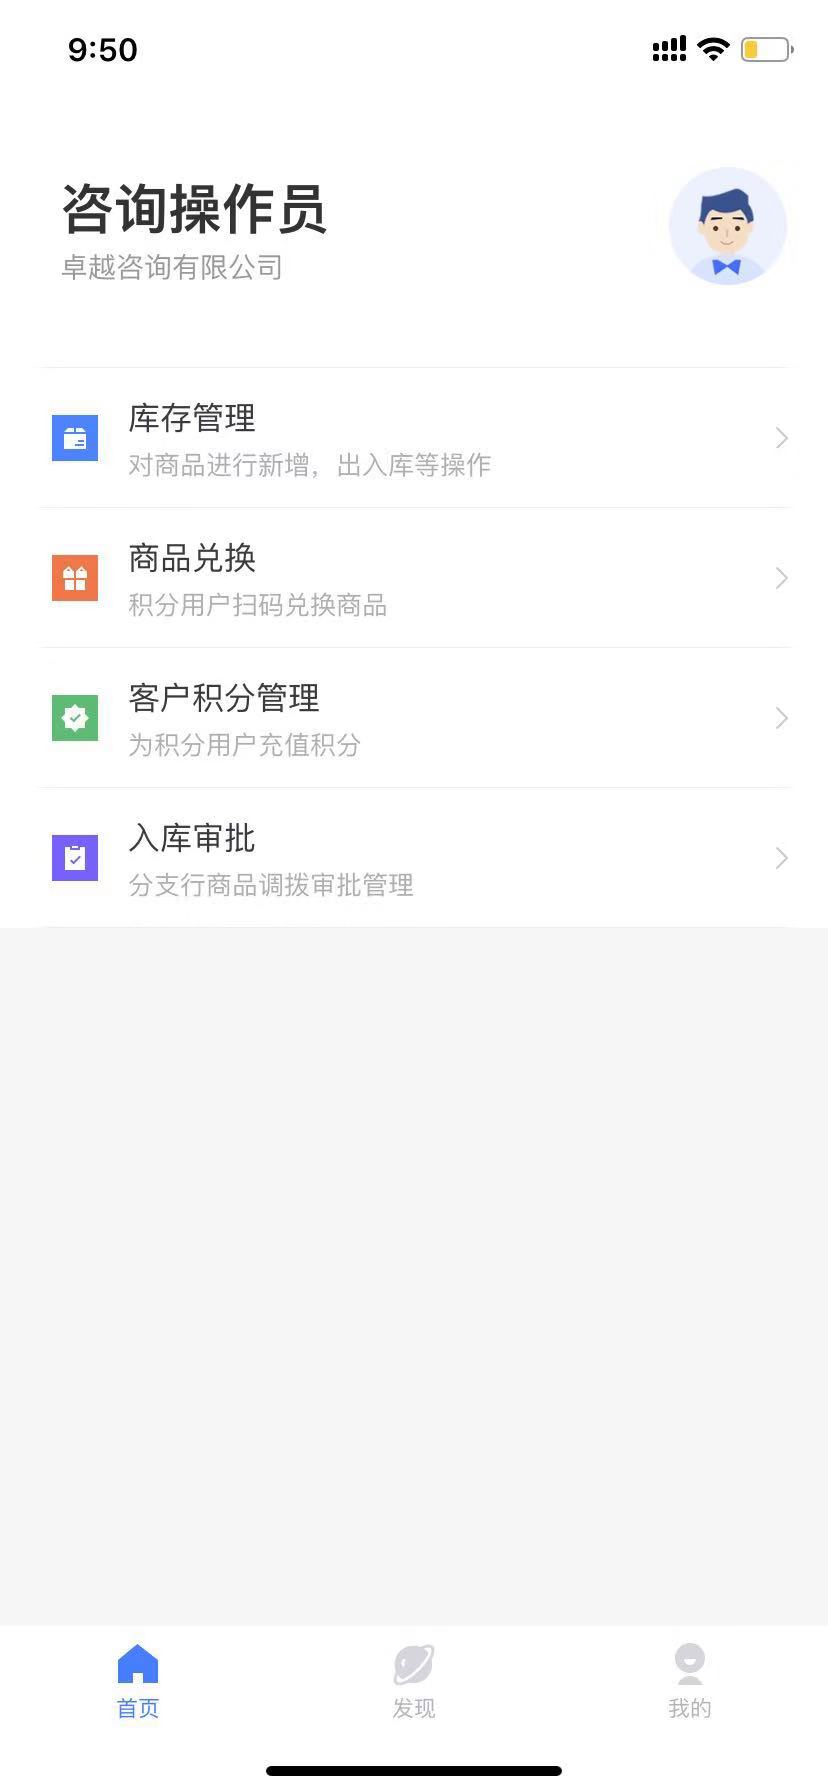 9:50
咨询操作员
卓越咨询有限公司
库存管理
对商品进行新增，出入库等操作
商品兑换
积分用户扫码兑换商品
客户积分管理
为积分用户充值积分
入库审批
分支行商品调拨审批管理
首页
发现
我的